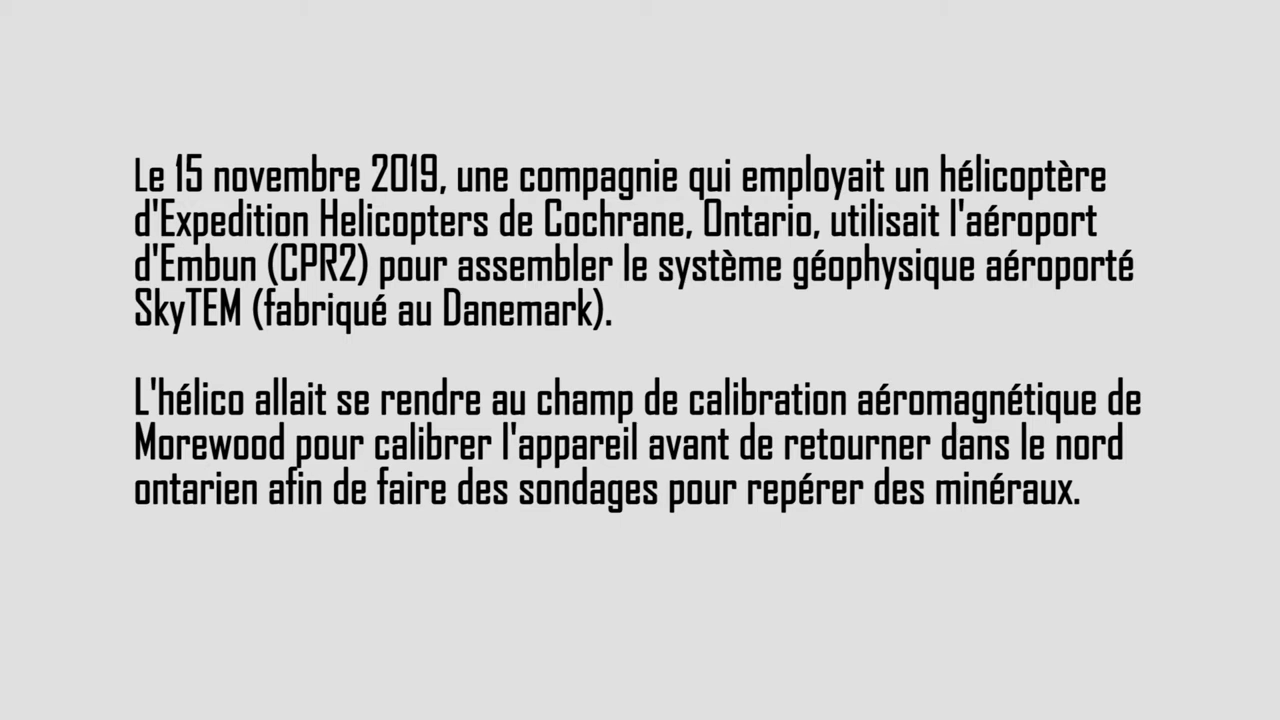 Le 15 novembre 2019, une compagnie qui employait un hélicoptère
d'Expedition Helicopters de Cochrane, Ontario, utilisait l'aéroport
d'Embun (CPR2) pour assembler le système géophysique aéroporté
SkyTEM (fabriqué au Danemark).
L'hélico allait se rendre au champ de calibration aéromagnétique de
Morewood pour calibrer l'appareil avant de retourner dans le nord
ontarien afin de faire des sondages pour repérer des minéraux.